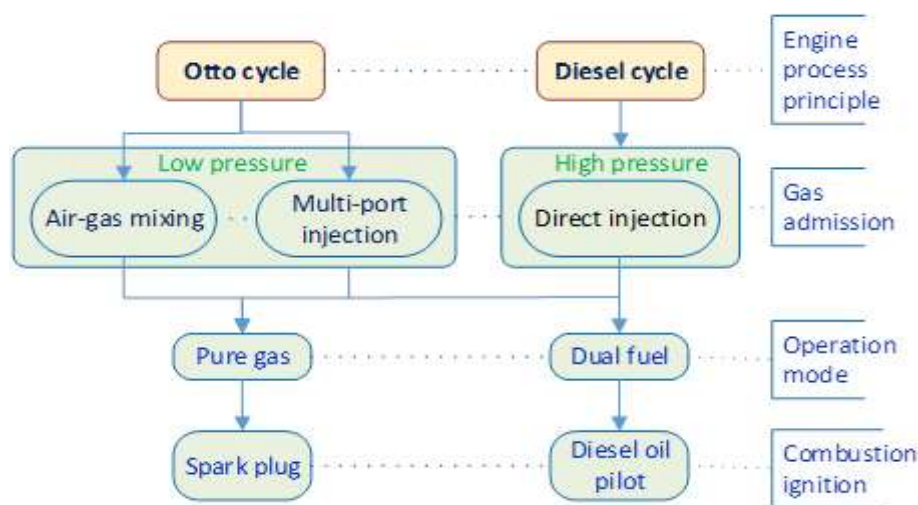 Otto cycle
Diesel cycle
Engine
process
principle
Low pressure
High pressure
Air-gas mixing
Multi-port
injection
Direct injection
Gas
admission
Pure gas
Dual fuel
Operation
mode
Spark plug
Diesel oil
pilot
Combustion
ignition